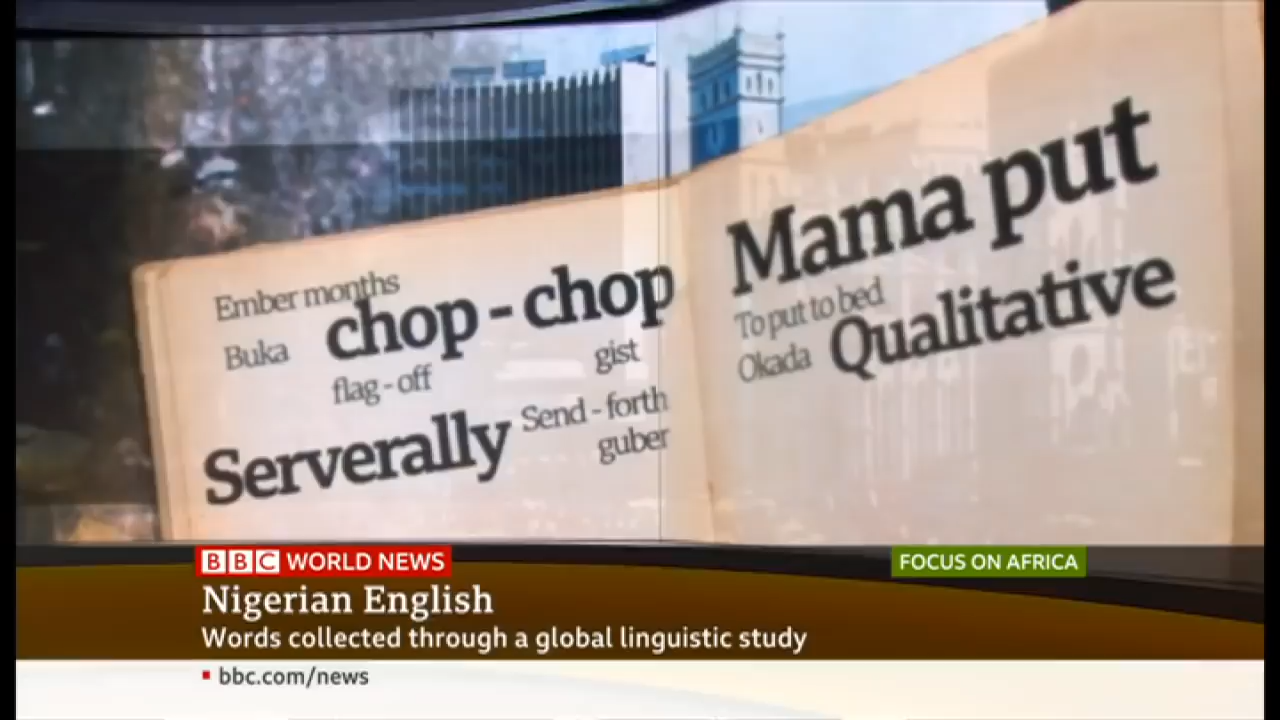 Ember months
chop - chop
Buka
gist
flag - off
Send - forth
Serverally
guber
Mama put
To put to bed
Okada Qualitative
BBC WORLD NEWS
FOCUS ON AFRICA
Nigerian English
Words collected through a global linguistic study
bbc.com/news